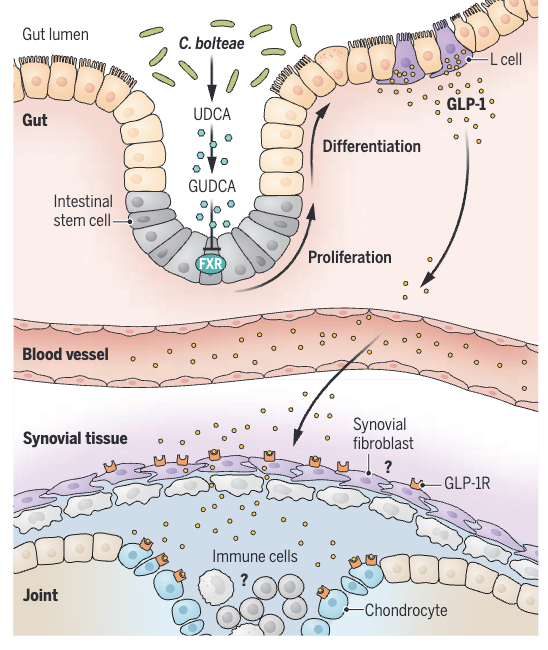 Gut lumen
C. bolteae
L cell
GLP-1
Gut
UDCA
Differentiation
GUDCA
Intestinal
stem cell
FXR
Proliferation
Blood vessel
Synovial tissue
Synovial
fibroblast
?
GLP-1R
Immune cells
?
Joint
Chondrocyte